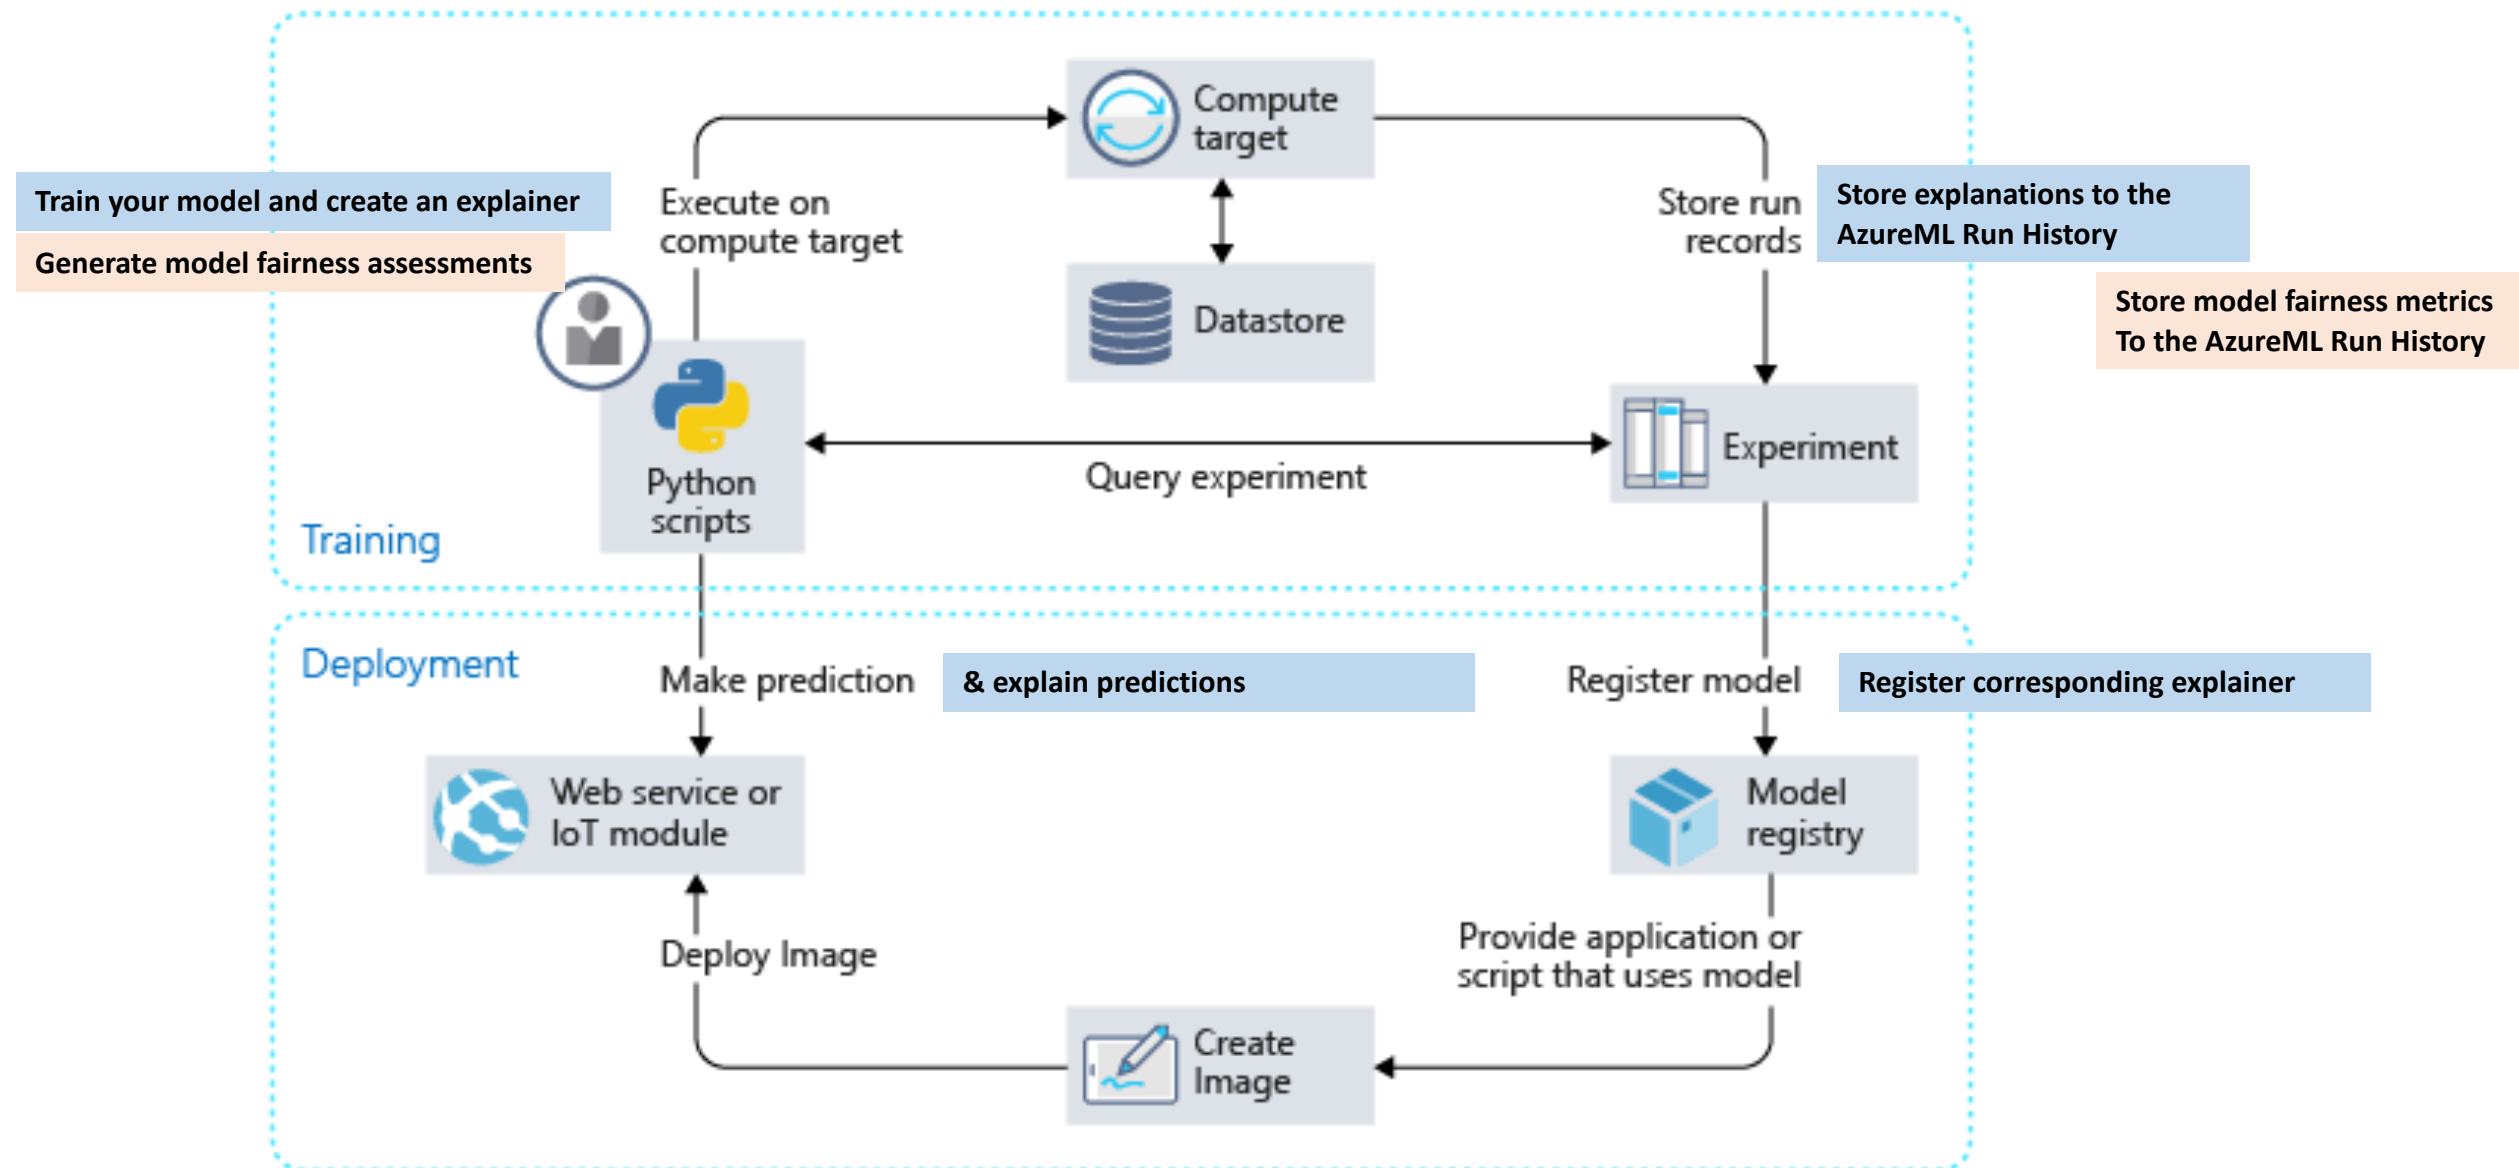 Compute
target
Train your model and create an explainer
Generate model fairness assessments
Execute on
compute target
Store run
records
Store explanations to the
AzureML Run History
Store model fairness metrics
To the AzureML Run History
Datastore
Python
scripts
Query experiment
Experiment
Training
Deployment
Make prediction
& explain predictions
Register model
Register corresponding explainer
Web service or
IoT module
Model
registry
Deploy Image
Provide application or
script that uses model
Create
Image